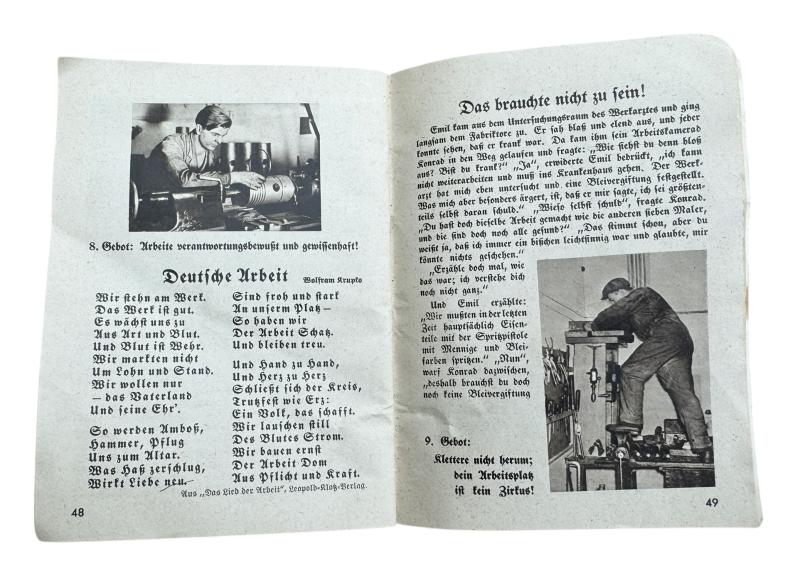 8. Gebot: Arbeite verantwortungsbewußt und gewissenhaft!
Deutsche Arbeit
Wolfram Krupka
Wir stehn am Werk.
Das Werk ist gut.
Es wächst uns zu
Aus Art und Blut.
Und Blut ist Wehr.
Wir markten nicht
Um Lohn und Stand.
Wir wollen nur
— das Vaterland
Und seine Ehr'.
So werden Amboß,
Hammer, Pflug
Uns zum Altar.
Was Haß zerschlug,
Wirkt Liebe neu.
Sind froh und stark
An unserm Platz —
So haben wir
Der Arbeit Schatz.
Und bleiben treu.
Und Hand zu Hand,
Und Herz zu Herz
Schließt sich der Kreis,
Trutzfest wie Erz:
Ein Volk, das schafft.
Wir lauschen still
Des Blutes Strom.
Wir bauen ernst
Der Arbeit Dom
Aus Pflicht und Kraft.
Aus „Das Lied der Arbeit", Leopold-Klotz-Verlag.
48
Das brauchte nicht zu sein!
Emil kam aus dem Untersuchungsraum des Werkarztes und ging
langsam dem Fabriktore zu. Er sah blaß und elend aus, und jeder
konnte sehen, daß er krank war. Da kam ihm sein Arbeitskamerad
Konrad in den Weg gelaufen und fragte: „Wie siehst du denn bloß
aus? Bist du krank?" „Ja", erwiderte Emil bedrückt, „ich kann
nicht weiterarbeiten und muß ins Krankenhaus gehen. Der Werk-
arzt hat mich eben untersucht und eine Bleivergiftung festgestellt.
Was mich aber besonders ärgert, ist, daß er mir sagte, ich sei größten-
teils selbst daran schuld." „Wieso selbst schuld", fragte Konrad.
„Du hast doch dieselbe Arbeit gemacht wie die anderen sieben Maler,
und die sind doch noch alle gesund?" „Das stimmt schon, aber du
weißt ja, daß ich immer ein bißchen leichtsinnig war und glaubte, mir
könnte nichts geschehen."
„Erzähle doch mal, wie
das war; ich verstehe dich
noch nicht ganz."
Und Emil erzählte:
„Wir mußten in der letzten
Zeit hauptsächlich Eisen-
teile mit der Spritzpistole
mit Mennige und Blei-
farben spritzen." „Nun",
warf Konrad dazwischen,
„deshalb brauchst du doch
noch keine Bleivergiftung
9. Gebot:
Klettere nicht herum;
dein Arbeitsplatz
ist kein Zirkus!
49